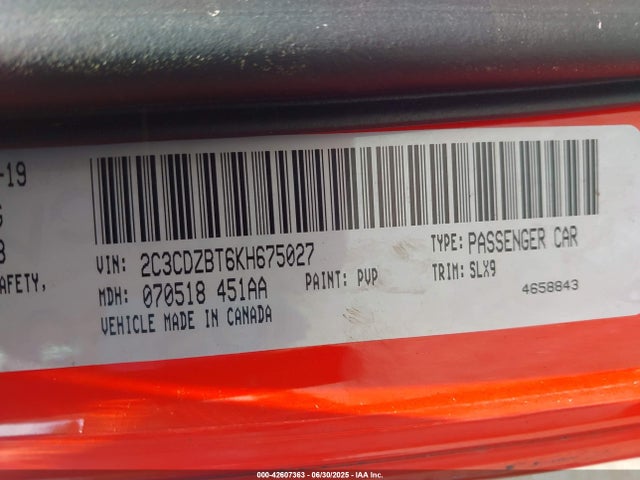 -19
G
8
AFETY,
VIN: 2C3CDZBT6KH675027
TYPE: PASSENGER CAR
MDH: 070518 451AA
PAINT: PVP
TRIM: SLX9
VEHICLE MADE IN CANADA
4658843
000-42607363 - 06/30/2025 - IAA Inc.